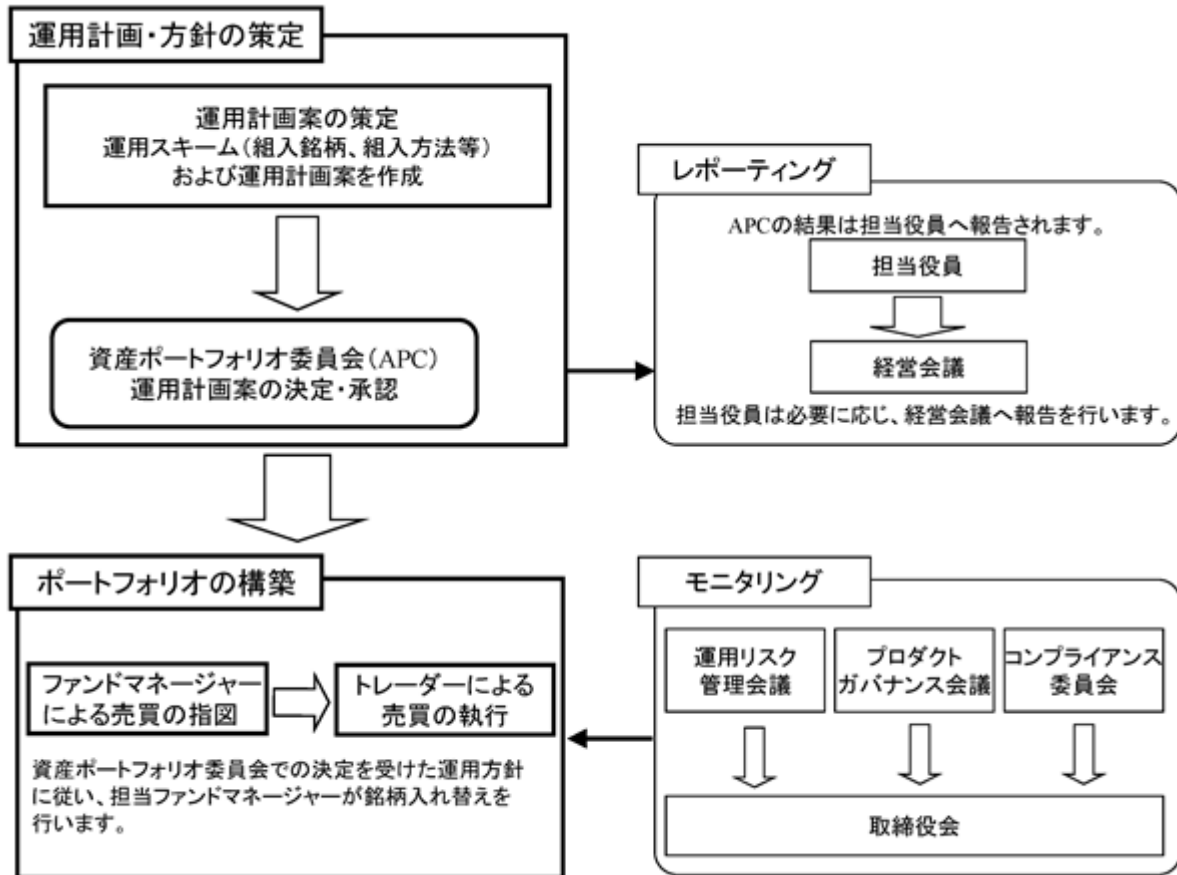 運用計画・方針の策定
運用計画案の策定
運用スキーム(組入銘柄、組入方法等)
および運用計画案を作成
資産ポートフォリオ委員会(APC)
運用計画案の決定・承認
レポーティング
APCの結果は担当役員へ報告されます。
担当役員
経営会議
担当役員は必要に応じ、経営会議へ報告を行います。
ポートフォリオの構築
ファンドマネージャー
による売買の指図
トレーダーによる
売買の執行
資産ポートフォリオ委員会での決定を受けた運用方針
に従い、担当ファンドマネージャーが銘柄入れ替えを
行います。
モニタリング
運用リスク
管理会議
プロダクト
ガバナンス会議
コンプライアンス
委員会
取締役会